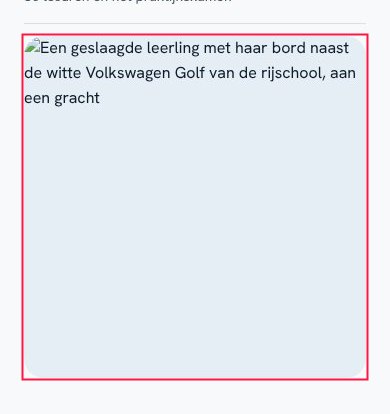 Een geslaagde leerling met haar bord naast
de witte Volkswagen Golf van de rijschool, aan
een gracht